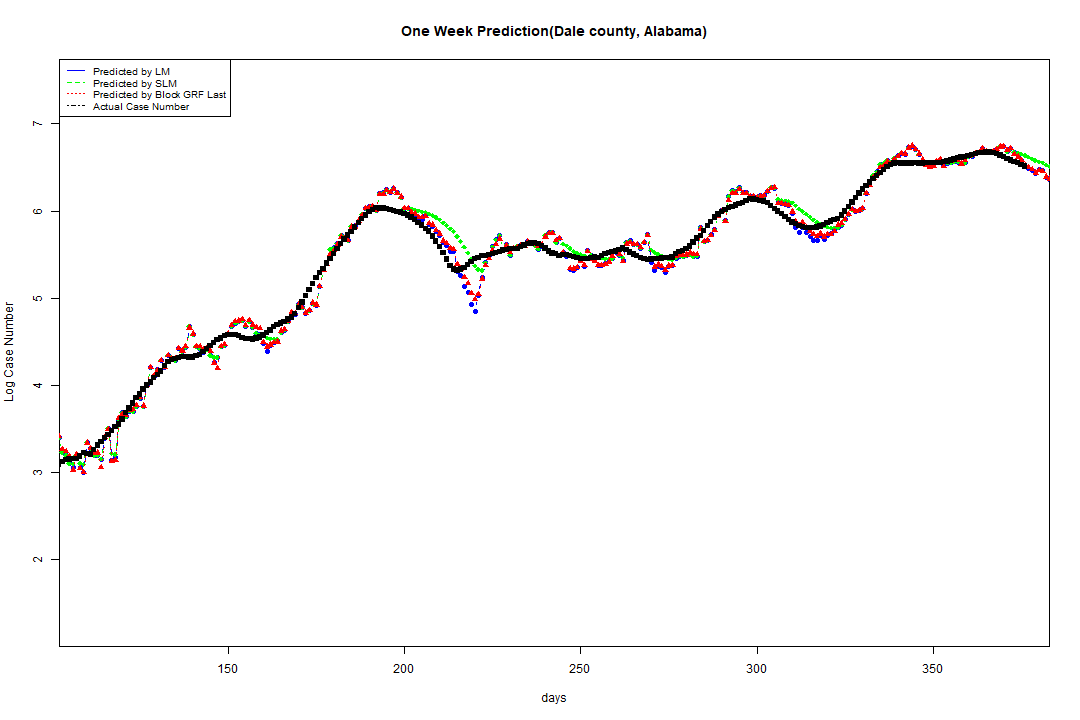 One Week Prediction(Dale county, Alabama)
Predicted by LM
Predicted by SLM
Predicted by Block GRF Last
Actual Case Number
7
6
5
4
3
2
Log Case Number
150 200 250 300 350
days